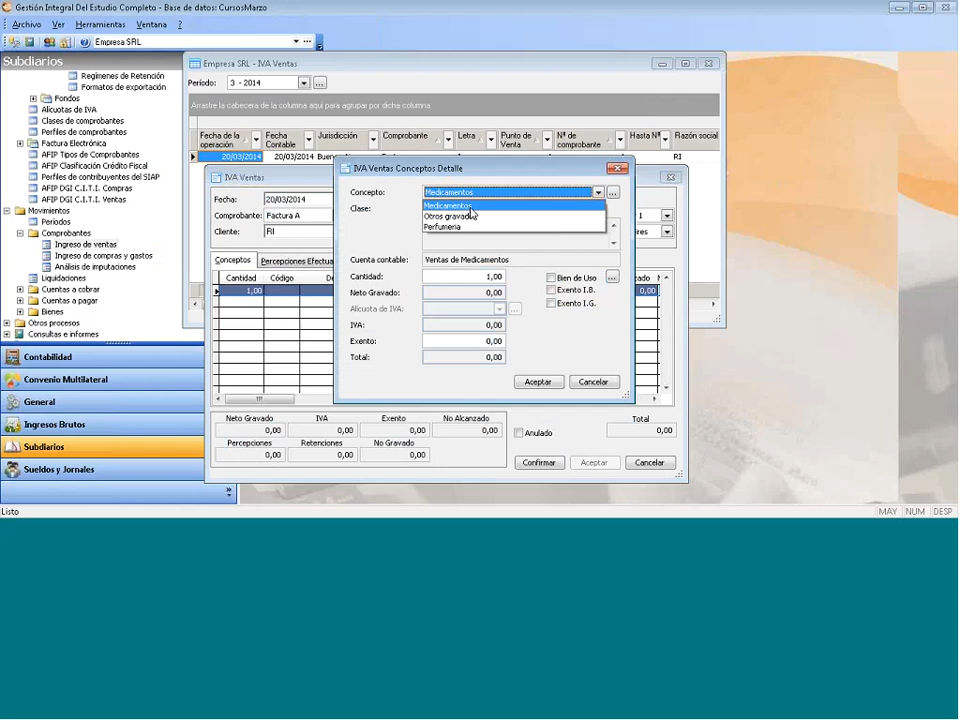 Gestión Integral Del Estudio Completo - Base de datos: CursosMarzo
Archivo Ver Herramientas Ventana ?
Empresa SRL
Subdiarios
Regímenes de Retención
Formatos de exportación
Fondos
Alícuotas de IVA
Clases de comprobantes
Perfiles de comprobantes
Factura Electrónica
AFIP Tipos de Comprobantes
AFIP Clasificación Crédito Fiscal
Perfiles de contribuyentes del SIAP
AFIP DGI C.I.T.I. Compras
AFIP DGI C.I.T.I. Ventas
Movimientos
Períodos
Comprobantes
Ingreso de ventas
Ingreso de compras y gastos
Análisis de imputaciones
Liquidaciones
Cuentas a cobrar
Cuentas a pagar
Bienes
Otros procesos
Consultas e informes
Contabilidad
Convenio Multilateral
General
Ingresos Brutos
Subdiarios
Sueldos y Jornales
Empresa SRL - IVA Ventas
Período: 3 - 2014
Arrastre la cabecera de la columna aquí para agrupar por dicha columna
Fecha de la operación Fecha Contable Jurisdicción Comprobante Letra Punto de Venta Nº de comprobante Hasta Nº Razón social
20/03/2014 20/03/2014 RI
IVA Ventas
Fecha: 20/03/2014
Comprobante: Factura A 1
Cliente: RI
Conceptos Percepciones Efectua
Cantidad Código
1,00 0,00
IVA Ventas Conceptos Detalle
Concepto: Medicamentos
Medicamentos
Clase:
Otros gravado
Perfumeria
Cuenta contable: Ventas de Medicamentos
Cantidad: 1,00 Bien de Uso
Neto Gravado: 0,00 Exento I.B.
Alícuota de IVA: Exento I.G.
IVA: 0,00
Exento: 0,00
Total: 0,00
Aceptar Cancelar
Neto Gravado IVA Exento No Alcanzado Total
0,00 0,00 0,00 0,00 Anulado 0,00
Percepciones Retenciones No Gravado
0,00 0,00 0,00
Confirmar Aceptar Cancelar
Listo MAY NUM DESP